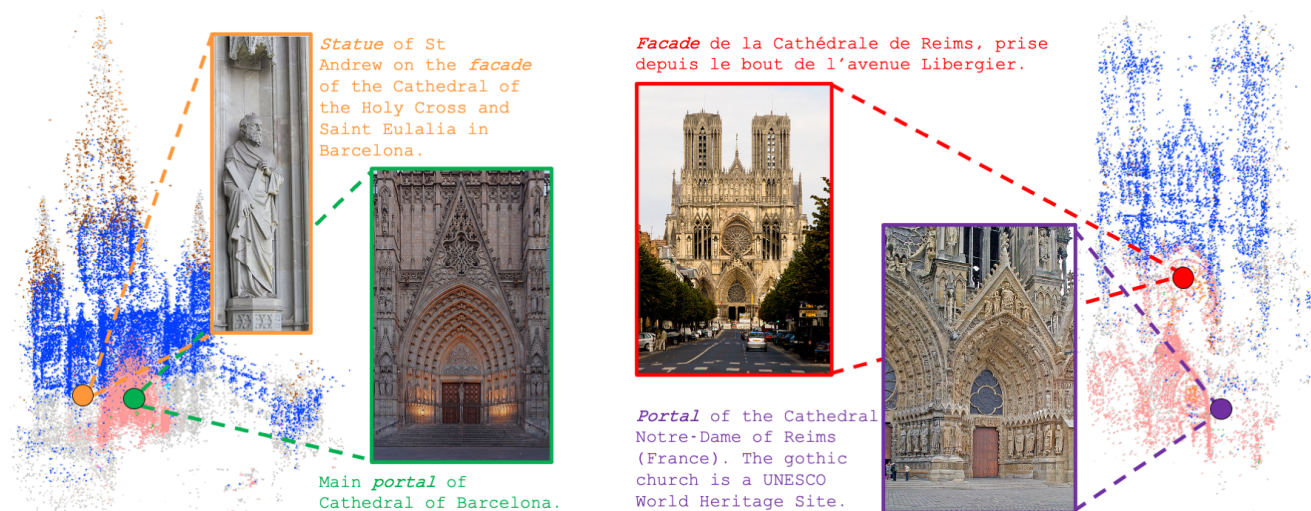 Statue of St
Andrew on the facade
of the Cathedral of
the Holy Cross and
Saint Eulalia in
Barcelona.
Main portal of
Cathedral of Barcelona.
Facade de la Cathédrale de Reims, prise
depuis le bout de l’avenue Libergier.
Portal of the Cathedral
Notre-Dame of Reims
(France). The gothic
church is a UNESCO
World Heritage Site.